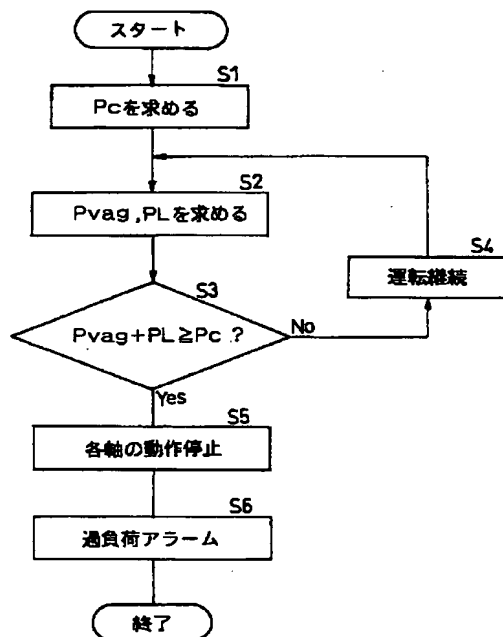 スタート
S1
Pcを求める
S2
Pvag,PLを求める
S4
運転継続
S3
Pvag+PL≧Pc ?
No
Yes
S5
各軸の動作停止
S6
過負荷アラーム
終了